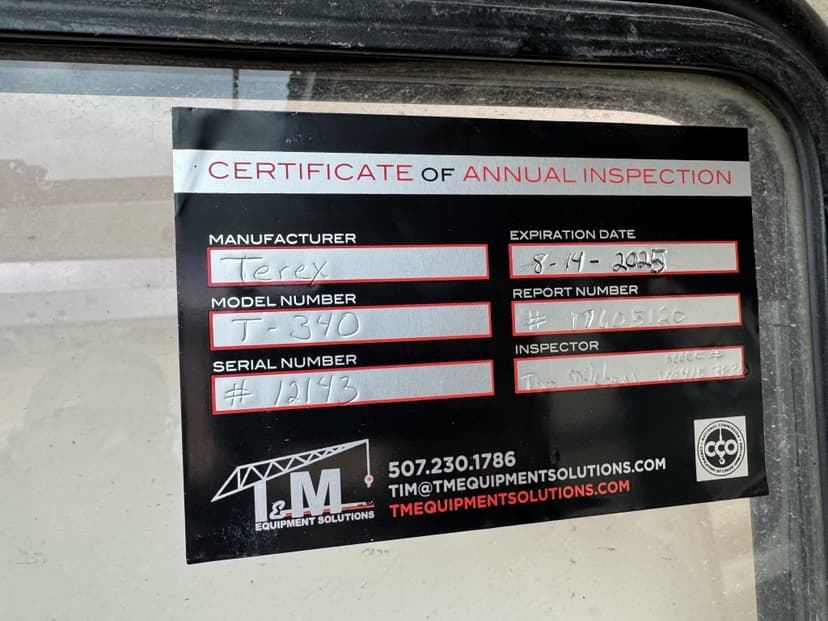 CERTIFICATE OF ANNUAL INSPECTION
MANUFACTURER
Terex
MODEL NUMBER
T-340
SERIAL NUMBER
# 12143
EXPIRATION DATE
8-14-2025
REPORT NUMBER
#
INSPECTOR
T&M
EQUIPMENT SOLUTIONS
507.230.1786
TIM@TMEQUIPMENTSOLUTIONS.COM
TMEQUIPMENTSOLUTIONS.COM
CCO